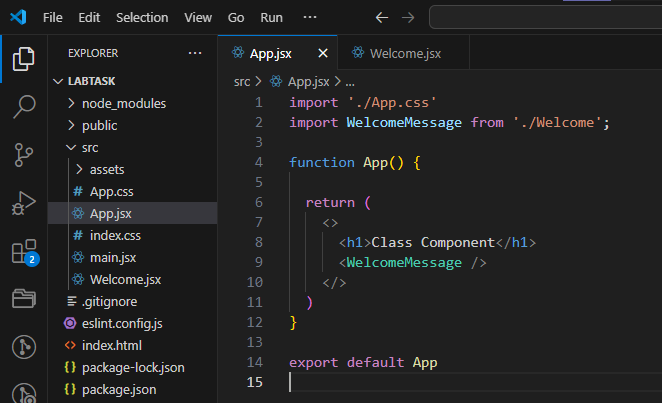 File Edit Selection View Go Run ...
EXPLORER ...
LABTASK
node_modules
public
src
assets
# App.css
App.jsx
# index.css
main.jsx
Welcome.jsx
.gitignore
eslint.config.js
<> index.html
{} package-lock.json
{} package.json
2
App.jsx Welcome.jsx
src > App.jsx > ...
1 import './App.css'
2 import WelcomeMessage from './Welcome';
3
4 function App() {
5
6 return (
7 <>
8 <h1>Class Component</h1>
9 <WelcomeMessage />
10 </>
11 )
12 }
13
14 export default App
15